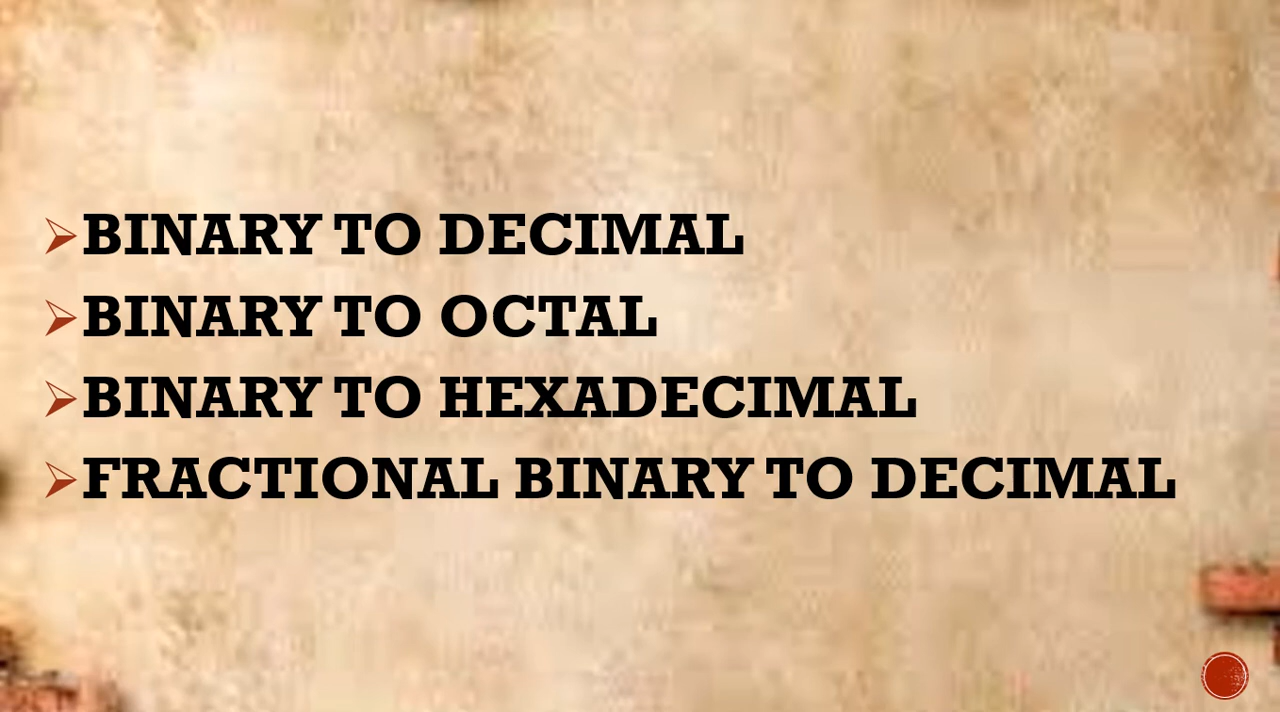 BINARY TO DECIMAL
BINARY TO OCTAL
BINARY TO HEXADECIMAL
FRACTIONAL BINARY TO DECIMAL